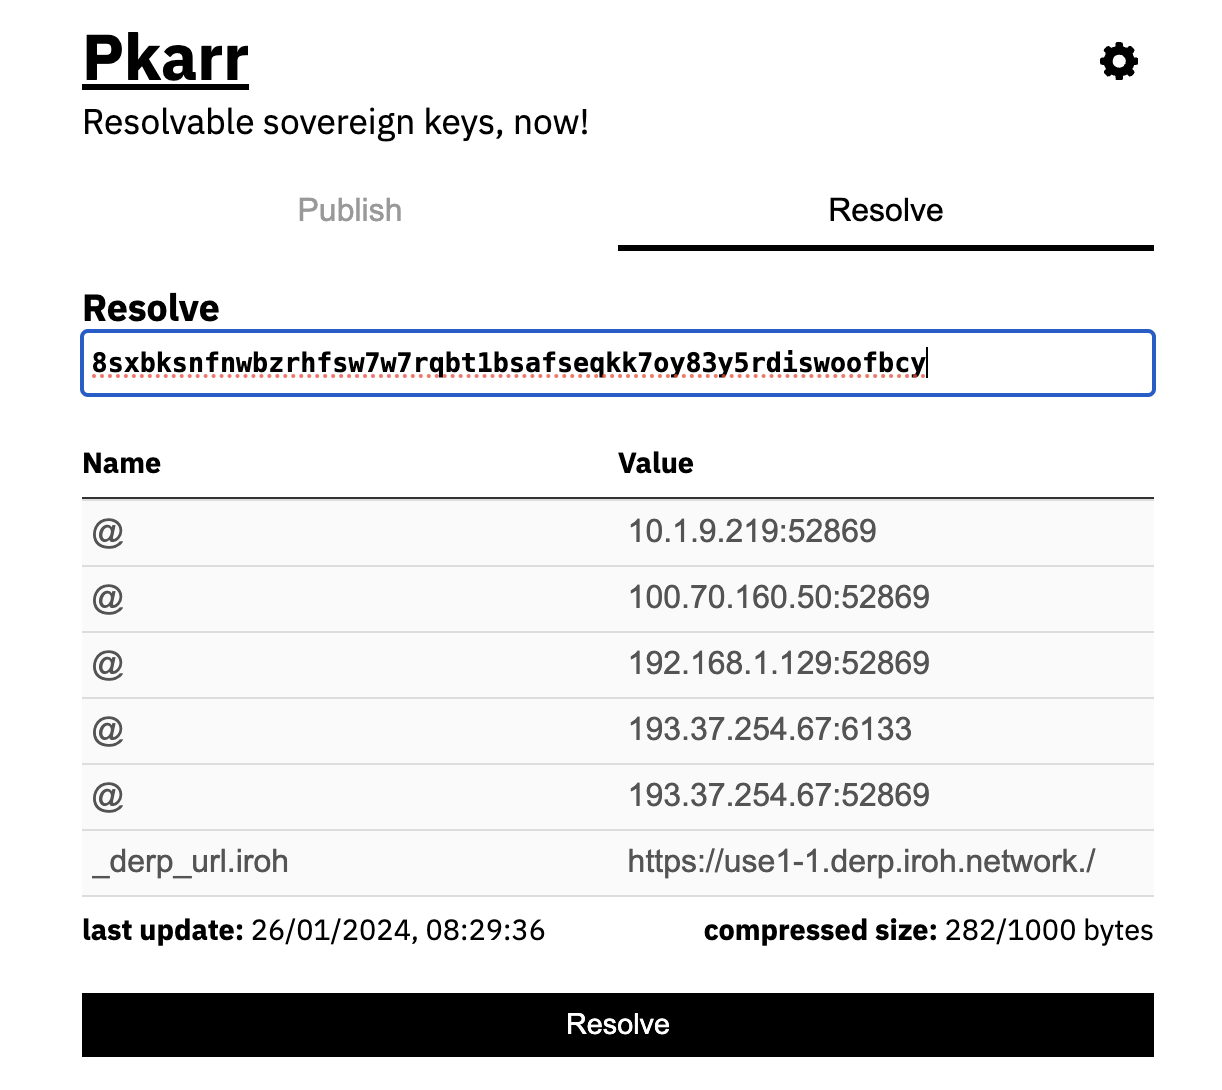 Pkarr
Resolvable sovereign keys, now!
Publish Resolve
Resolve
8sxbksnfnwbzrhfsw7w7rqbt1bsafseqkk7oy83y5rdiswoofbcy
Name Value
@ 10.1.9.219:52869
@ 100.70.160.50:52869
@ 192.168.1.129:52869
@ 193.37.254.67:6133
@ 193.37.254.67:52869
_derp_url.iroh https://use1-1.derp.iroh.network./
last update: 26/01/2024, 08:29:36 compressed size: 282/1000 bytes
Resolve